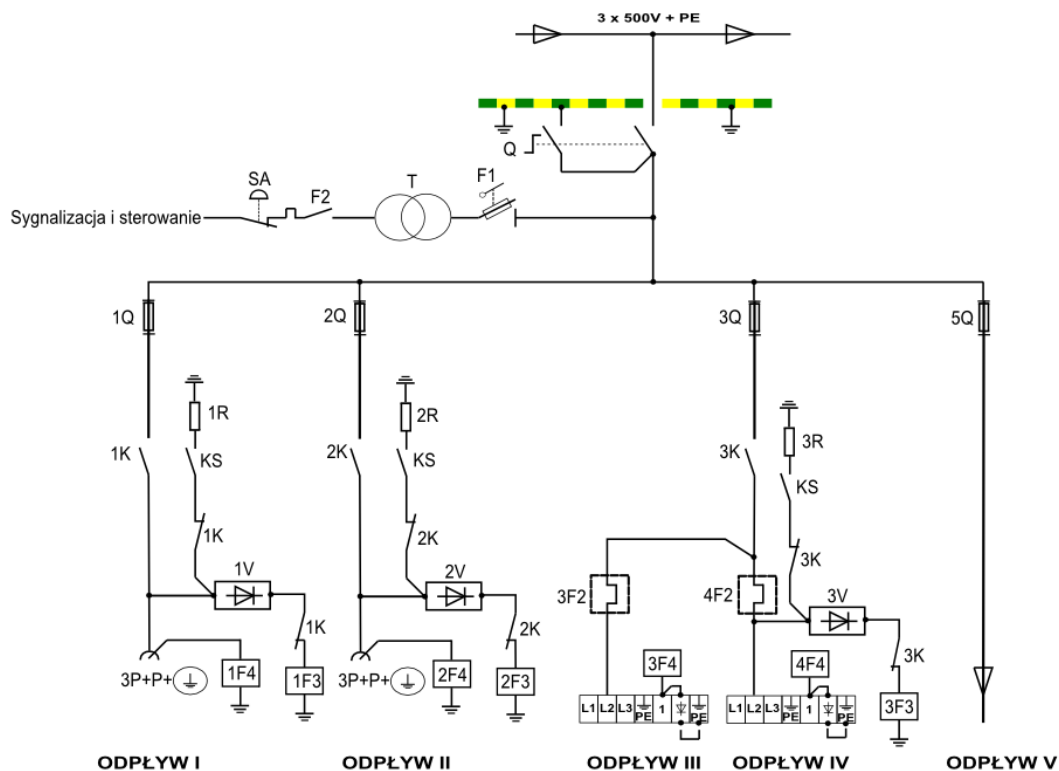 3 x 500V + PE
Q
SA
F2
T
F1
Sygnalizacja i sterowanie
1Q
2Q
3Q
5Q
1R
2R
3R
1K
KS
2K
KS
3K
KS
1K
2K
3K
1V
2V
3F2
4F2
3V
1K
2K
3K
3P+P+
1F4
1F3
3P+P+
2F4
2F3
3F4
4F4
3F3
L1 L2 L3 PE 1 PE
L1 L2 L3 PE 1 PE
ODPŁYW I
ODPŁYW II
ODPŁYW III
ODPŁYW IV
ODPŁYW V